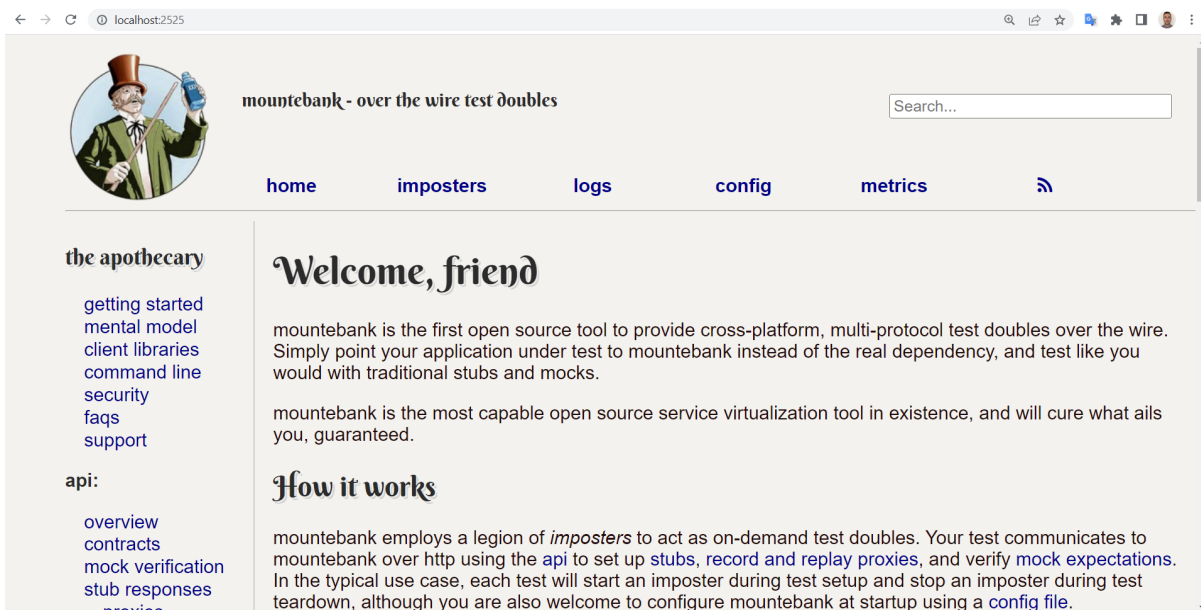 localhost:2525
mountebank - over the wire test doubles
Search...
home imposters logs config metrics
the apothecary
getting started
mental model
client libraries
command line
security
faqs
support
api:
overview
contracts
mock verification
stub responses
proxies
Welcome, friend
mountebank is the first open source tool to provide cross-platform, multi-protocol test doubles over the wire.
Simply point your application under test to mountebank instead of the real dependency, and test like you
would with traditional stubs and mocks.
mountebank is the most capable open source service virtualization tool in existence, and will cure what ails
you, guaranteed.
How it works
mountebank employs a legion of imposters to act as on-demand test doubles. Your test communicates to
mountebank over http using the api to set up stubs, record and replay proxies, and verify mock expectations.
In the typical use case, each test will start an imposter during test setup and stop an imposter during test
teardown, although you are also welcome to configure mountebank at startup using a config file.